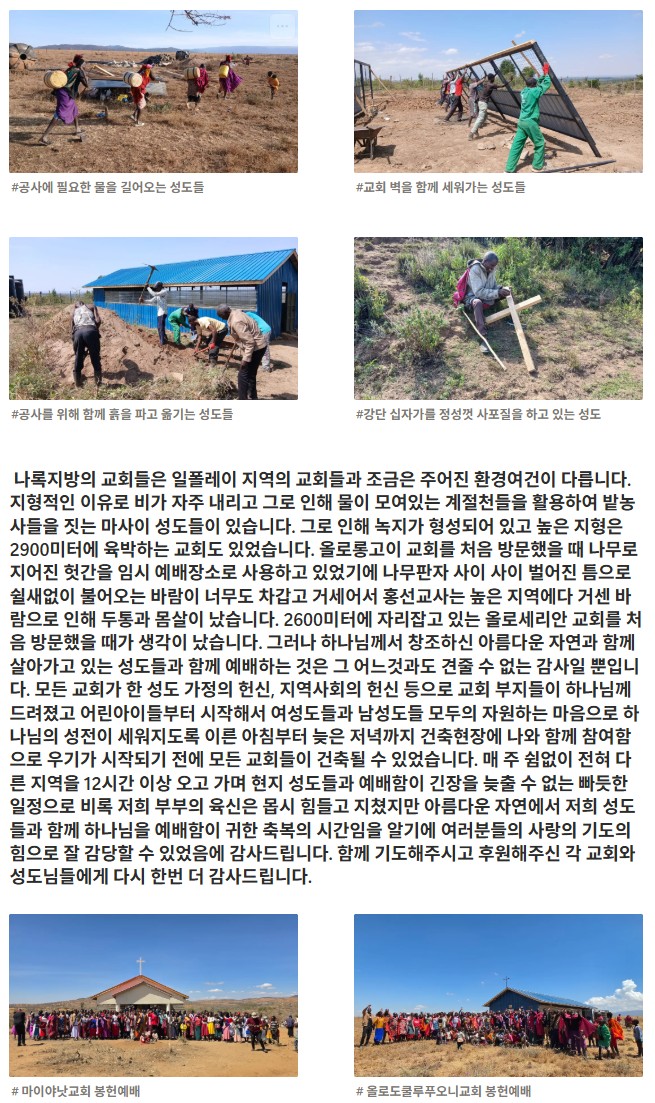 #공사에 필요한 물을 길어오는 성도들
#교회 벽을 함께 세워가는 성도들
#공사를 위해 함께 흙을 파고 옮기는 성도들
#강단 십자가를 정성껏 사포질을 하고 있는 성도
나록지방의 교회들은 일폴레이 지역의 교회들과 조금은 주어진 환경여건이 다릅니다.
지형적인 이유로 비가 자주 내리고 그로 인해 물이 모여있는 계절천들을 활용하여 밭농
사들을 짓는 마사이 성도들이 있습니다. 그로 인해 녹지가 형성되어 있고 높은 지형은
2900미터에 육박하는 교회도 있었습니다. 올로롱고이 교회를 처음 방문했을 때 나무로
지어진 헛간을 임시 예배장소로 사용하고 있었기에 나무판자 사이 사이 벌어진 틈으로
쉴새없이 불어오는 바람이 너무도 차갑고 거세어서 홍선교사는 높은 지역에다 거센 바
람으로 인해 두통과 몸살이 났습니다. 2600미터에 자리잡고 있는 올로세리안 교회를 처
음 방문했을 때가 생각이 났습니다. 그러나 하나님께서 창조하신 아름다운 자연과 함께
살아가고 있는 성도들과 함께 예배하는 것은 그 어느것과도 견줄 수 없는 감사일 뿐입니
다. 모든 교회가 한 성도 가정의 헌신, 지역사회의 헌신 등으로 교회 부지들이 하나님께
드려졌고 어린아이들부터 시작해서 여성도들과 남성도들 모두의 자원하는 마음으로 하
나님의 성전이 세워지도록 이른 아침부터 늦은 저녁까지 건축현장에 나와 함께 참여함
으로 우기가 시작되기 전에 모든 교회들이 건축될 수 있었습니다. 매 주 쉼없이 전혀 다
른 지역을 12시간 이상 오고 가며 현지 성도들과 예배함이 긴장을 늦출 수 없는 빠듯한
일정으로 비록 저희 부부의 육신은 몹시 힘들고 지쳤지만 아름다운 자연에서 저희 성도
들과 함께 하나님을 예배함이 귀한 축복의 시간임을 알기에 여러분들의 사랑의 기도의
힘으로 잘 감당할 수 있었음에 감사드립니다. 함께 기도해주시고 후원해주신 각 교회와
성도님들에게 다시 한번 더 감사드립니다.
# 마이야낫교회 봉헌예배
# 올로도쿨루푸오니교회 봉헌예배